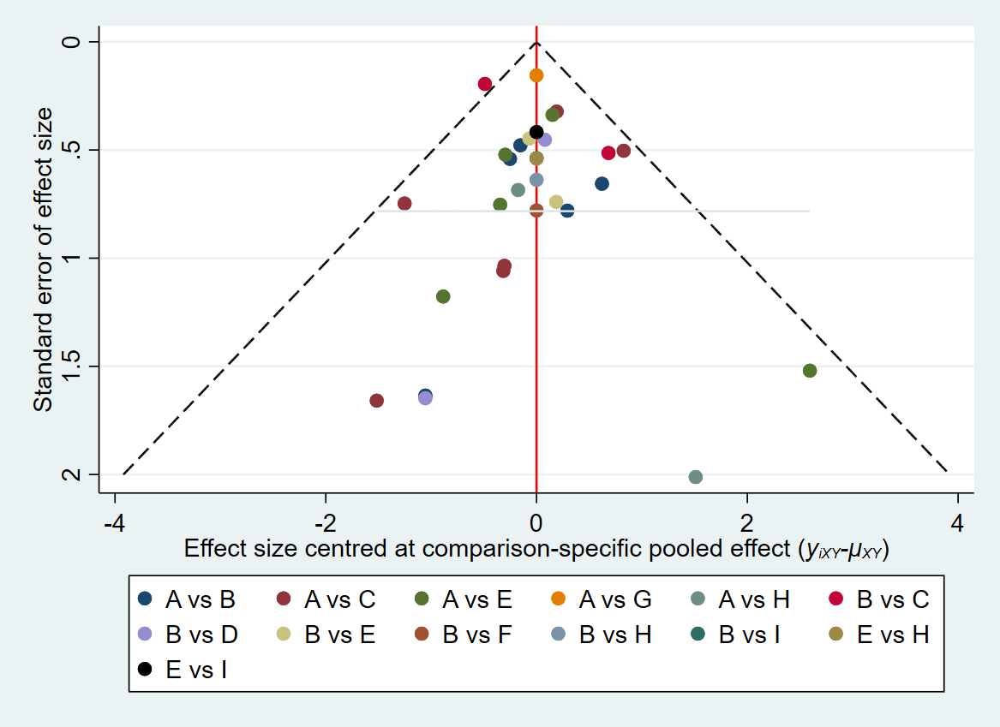 Standard error of effect size
0
.5
1
1.5
2
-4 -2 0 2 4
Effect size centred at comparison-specific pooled effect (yiXY-μXY)
A vs B A vs C A vs E A vs G A vs H B vs C
B vs D B vs E B vs F B vs H B vs I E vs H
E vs I